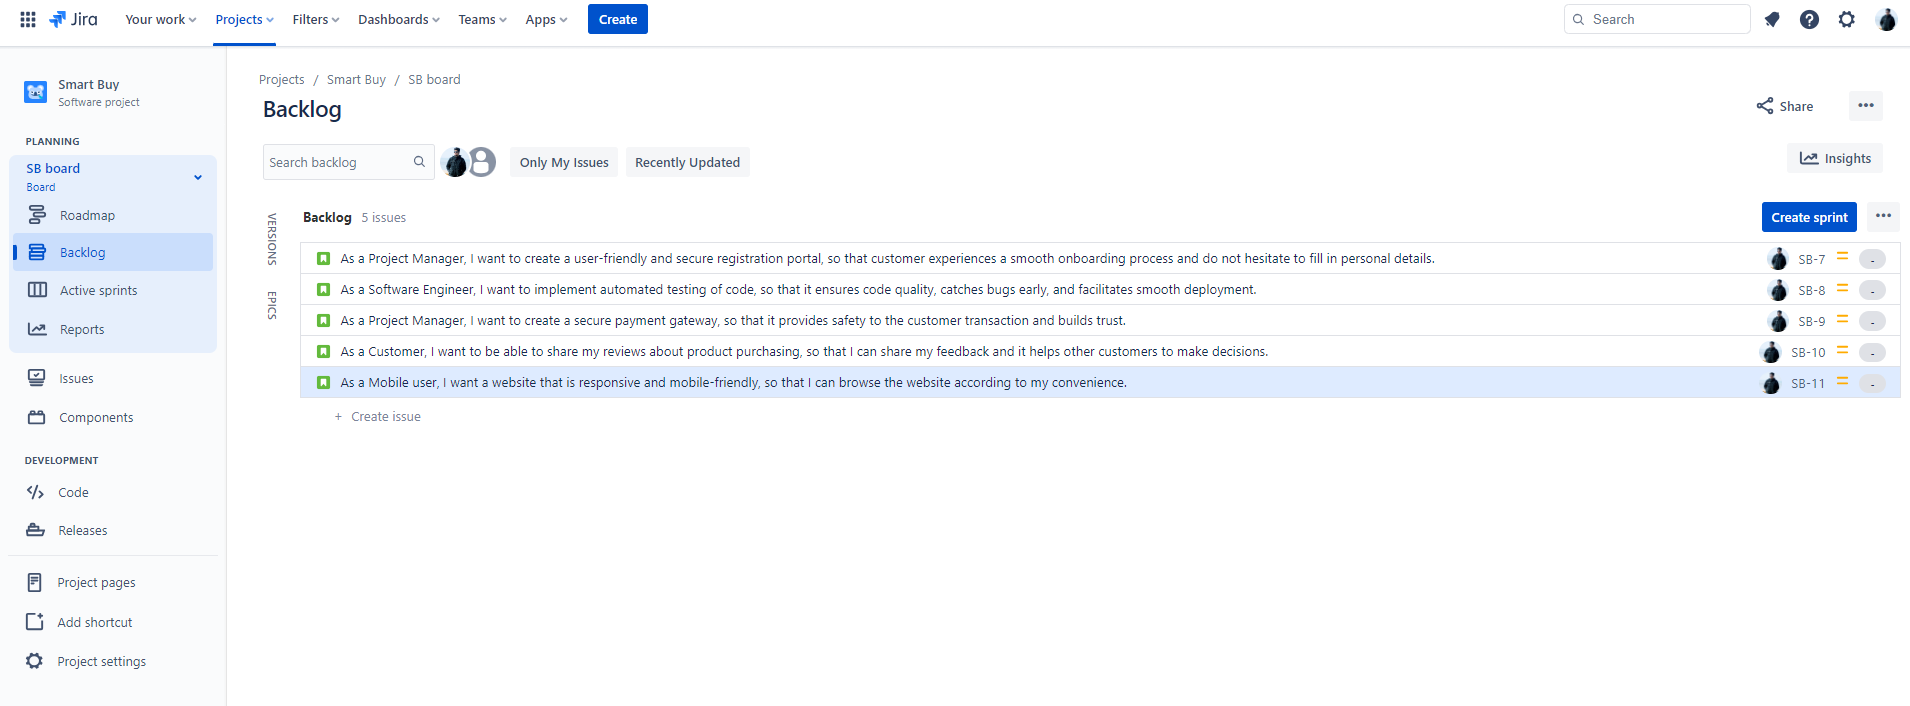 Jira Your work Projects Filters Dashboards Teams Apps Create Search
Smart Buy
Software project
PLANNING
SB board
Board
Roadmap
Backlog
Active sprints
Reports
Issues
Components
DEVELOPMENT
Code
Releases
Project pages
Add shortcut
Project settings
Projects / Smart Buy / SB board
Backlog
Share
Search backlog Only My Issues Recently Updated Insights
VERSIONS
EPICS
Backlog 5 issues Create sprint
As a Project Manager, I want to create a user-friendly and secure registration portal, so that customer experiences a smooth onboarding process and do not hesitate to fill in personal details. SB-7 -
As a Software Engineer, I want to implement automated testing of code, so that it ensures code quality, catches bugs early, and facilitates smooth deployment. SB-8 -
As a Project Manager, I want to create a secure payment gateway, so that it provides safety to the customer transaction and builds trust. SB-9 -
As a Customer, I want to be able to share my reviews about product purchasing, so that I can share my feedback and it helps other customers to make decisions. SB-10 -
As a Mobile user, I want a website that is responsive and mobile-friendly, so that I can browse the website according to my convenience. SB-11 -
+ Create issue